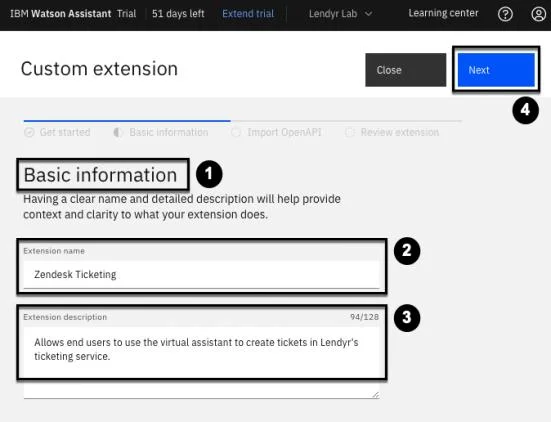 IBM Watson Assistant Trial 51 days left Extend trial Lendyr Lab Learning center
Custom extension
Close
Next
4
Get started Basic information Import OpenAPI Review extension
Basic information
1
Having a clear name and detailed description will help provide
context and clarity to what your extension does.
2
Extension name
Zendesk Ticketing
Extension description 94/128
3
Allows end users to use the virtual assistant to create tickets in Lendyr's
ticketing service.